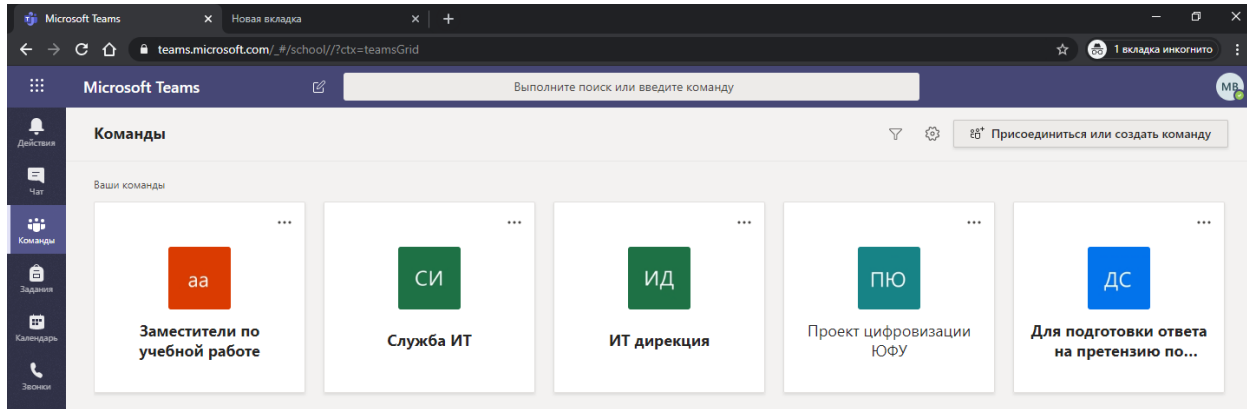 Microsoft Teams
Новая вкладка
teams.microsoft.com/_#/school//?ctx=teamsGrid
1 вкладка инкогнито
Microsoft Teams
Выполните поиск или введите команду
МВ
Действия
Чат
Команды
Задания
Календарь
Звонки
Команды
Присоединиться или создать команду
Ваши команды
аа
Заместители по
учебной работе
СИ
Служба ИТ
ИД
ИТ дирекция
ПЮ
Проект цифровизации
ЮФУ
ДС
Для подготовки ответа
на претензию по...